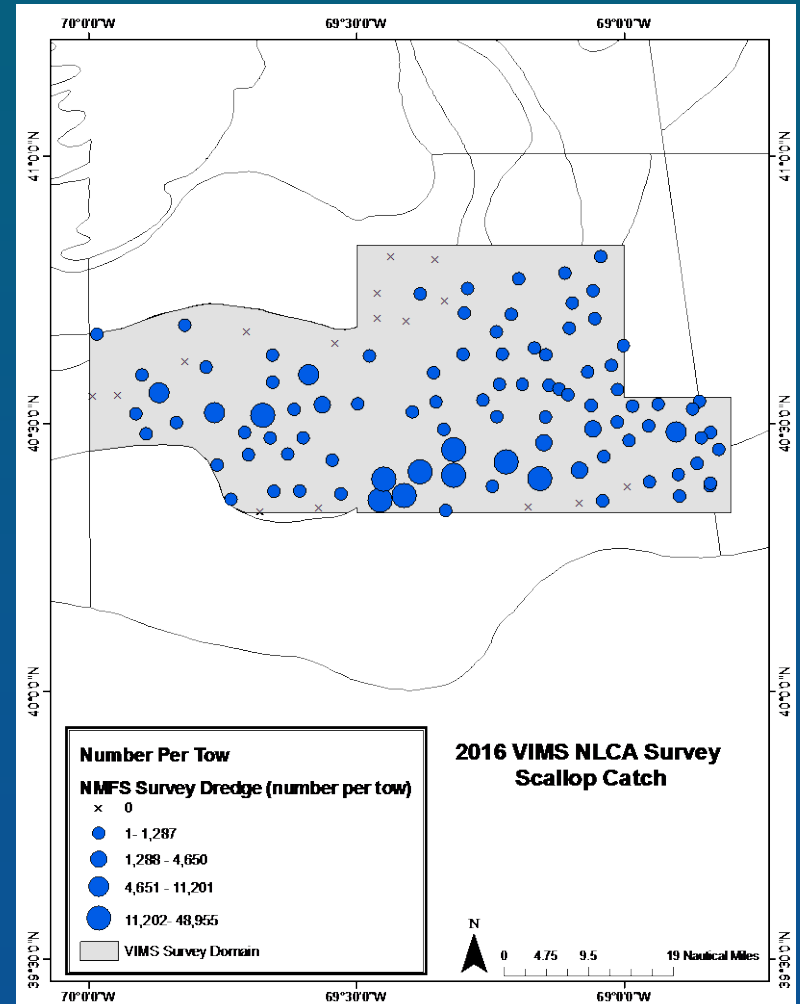 70°0'0"W 69°30'0"W 69°0'0"W
41°0'0"N 41°0'0"N
40°30'0"N 40°30'0"N
40°0'0"N 40°0'0"N
39°30'0"N 39°30'0"N
Number Per Tow
NMFS Survey Dredge (number per tow)
0
1- 1,287
1,288 - 4,650
4,651 - 11,201
11,202- 48,955
VIMS Survey Domain
2016 VIMS NLCA Survey
Scallop Catch
N
0 4.75 9.5 19 Nautical Miles
70°0'0"W 69°30'0"W 69°0'0"W